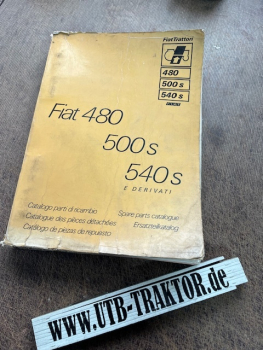 FiatTrattori
480
500 s
540 s
Fiat 480
500 s
540 s
E DERIVATI
Catalogo parti di ricambio
Catalogue des pièces détachées
Catálogo de piezas de repuesto
Spare parts catalogue
Ersatzteilkatalog
WWW.UTB-TRAKTOR.de